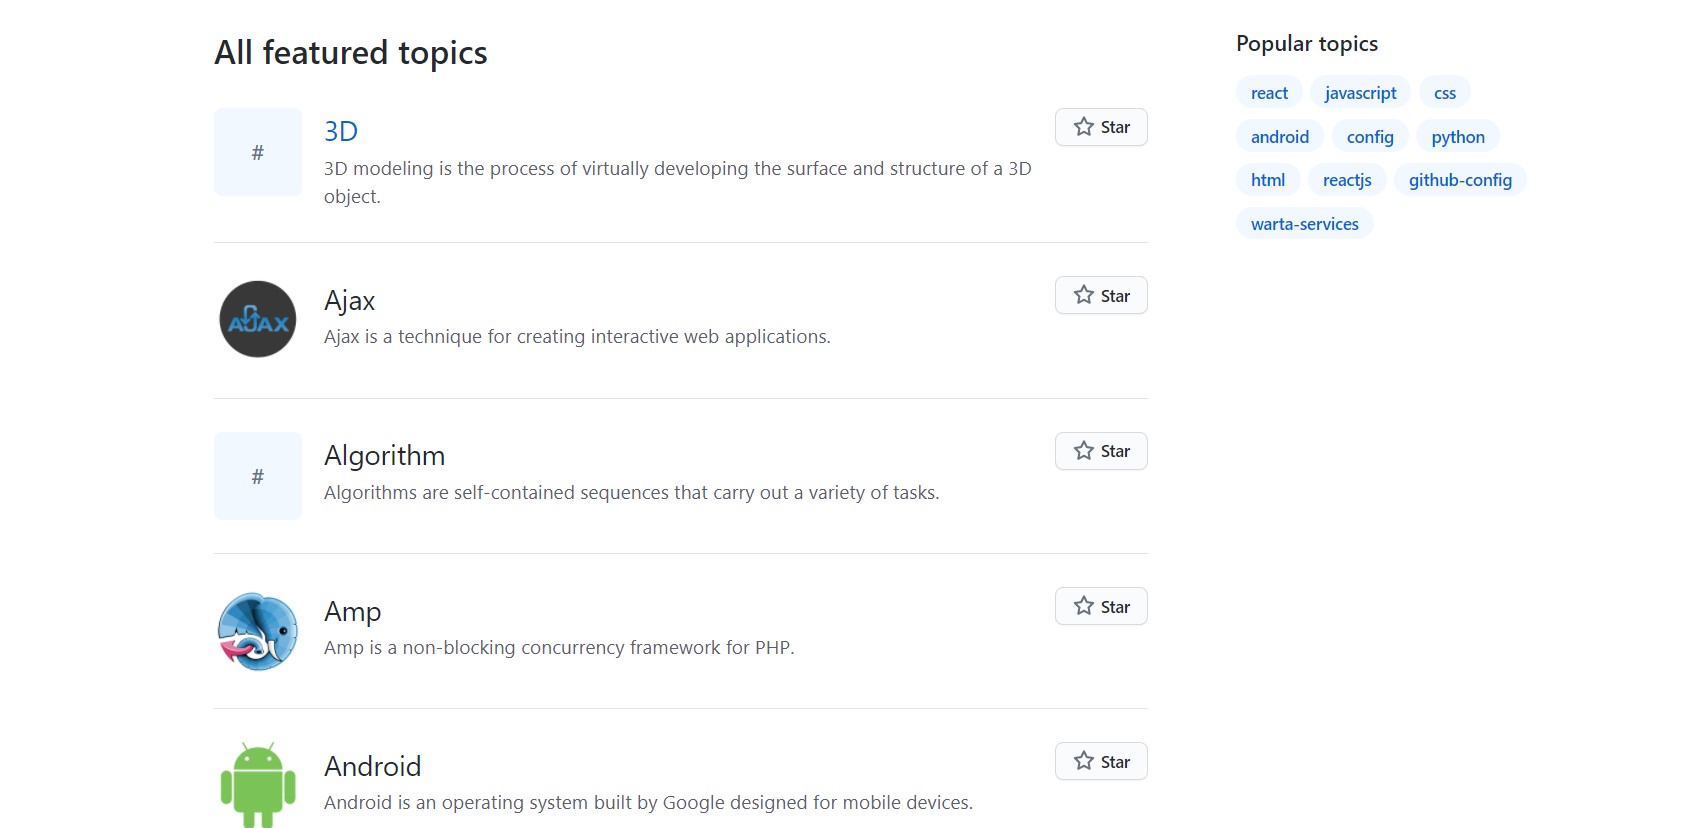 All featured topics
#
3D
Star
3D modeling is the process of virtually developing the surface and structure of a 3D
object.
AJAX
Ajax
Star
Ajax is a technique for creating interactive web applications.
#
Algorithm
Star
Algorithms are self-contained sequences that carry out a variety of tasks.
Amp
Star
Amp is a non-blocking concurrency framework for PHP.
Android
Star
Android is an operating system built by Google designed for mobile devices.
Popular topics
react javascript css
android config python
html reactjs github-config
warta-services